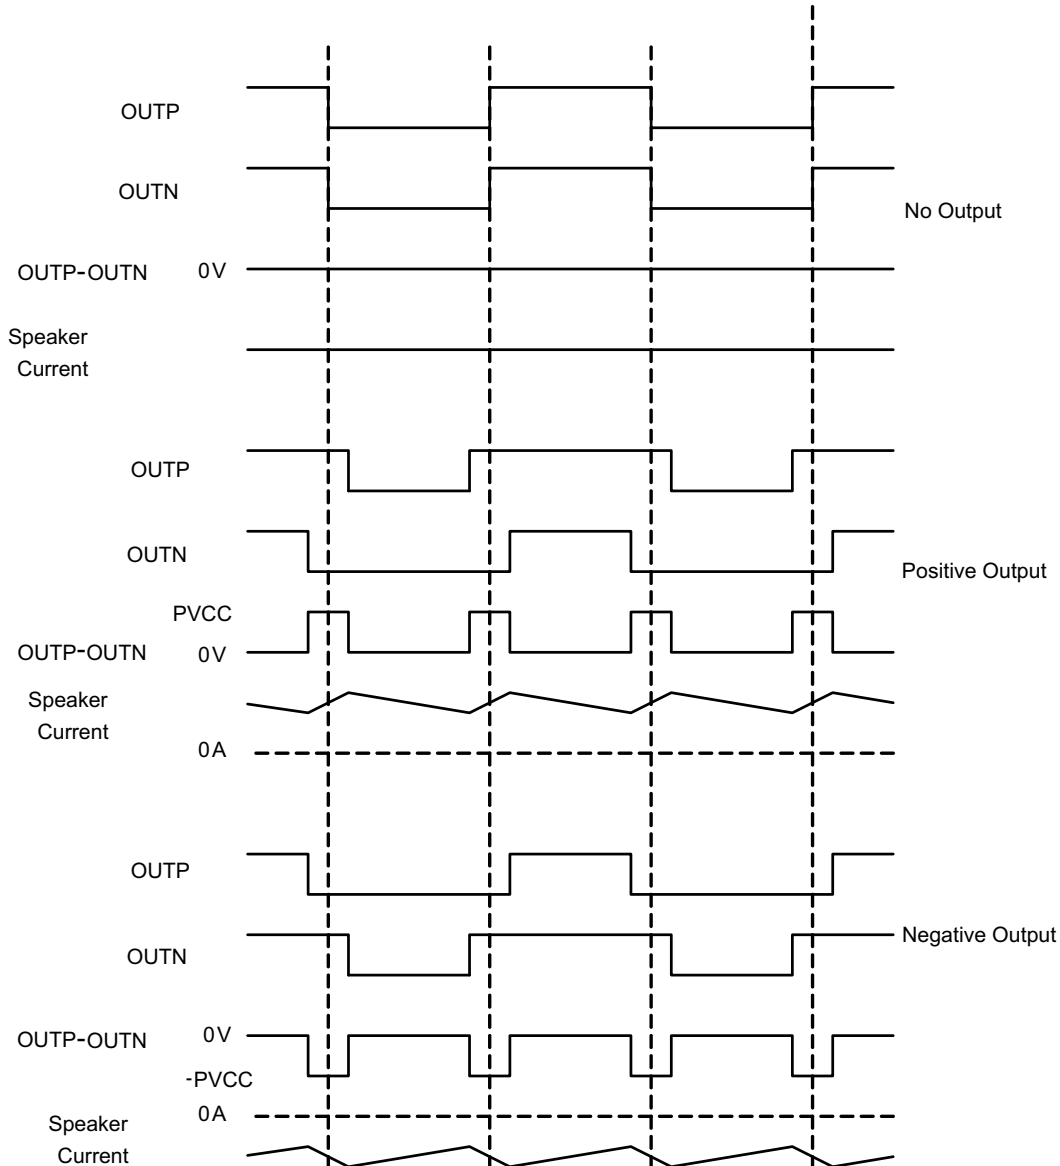 OUTP
OUTN
No Output
OUTP-OUTN 0V
Speaker
Current
OUTP
OUTN
Positive Output
PVCC
OUTP-OUTN 0V
Speaker
Current
0A
OUTP
OUTN
Negative Output
OUTP-OUTN 0V
-PVCC
0A
Speaker
Current